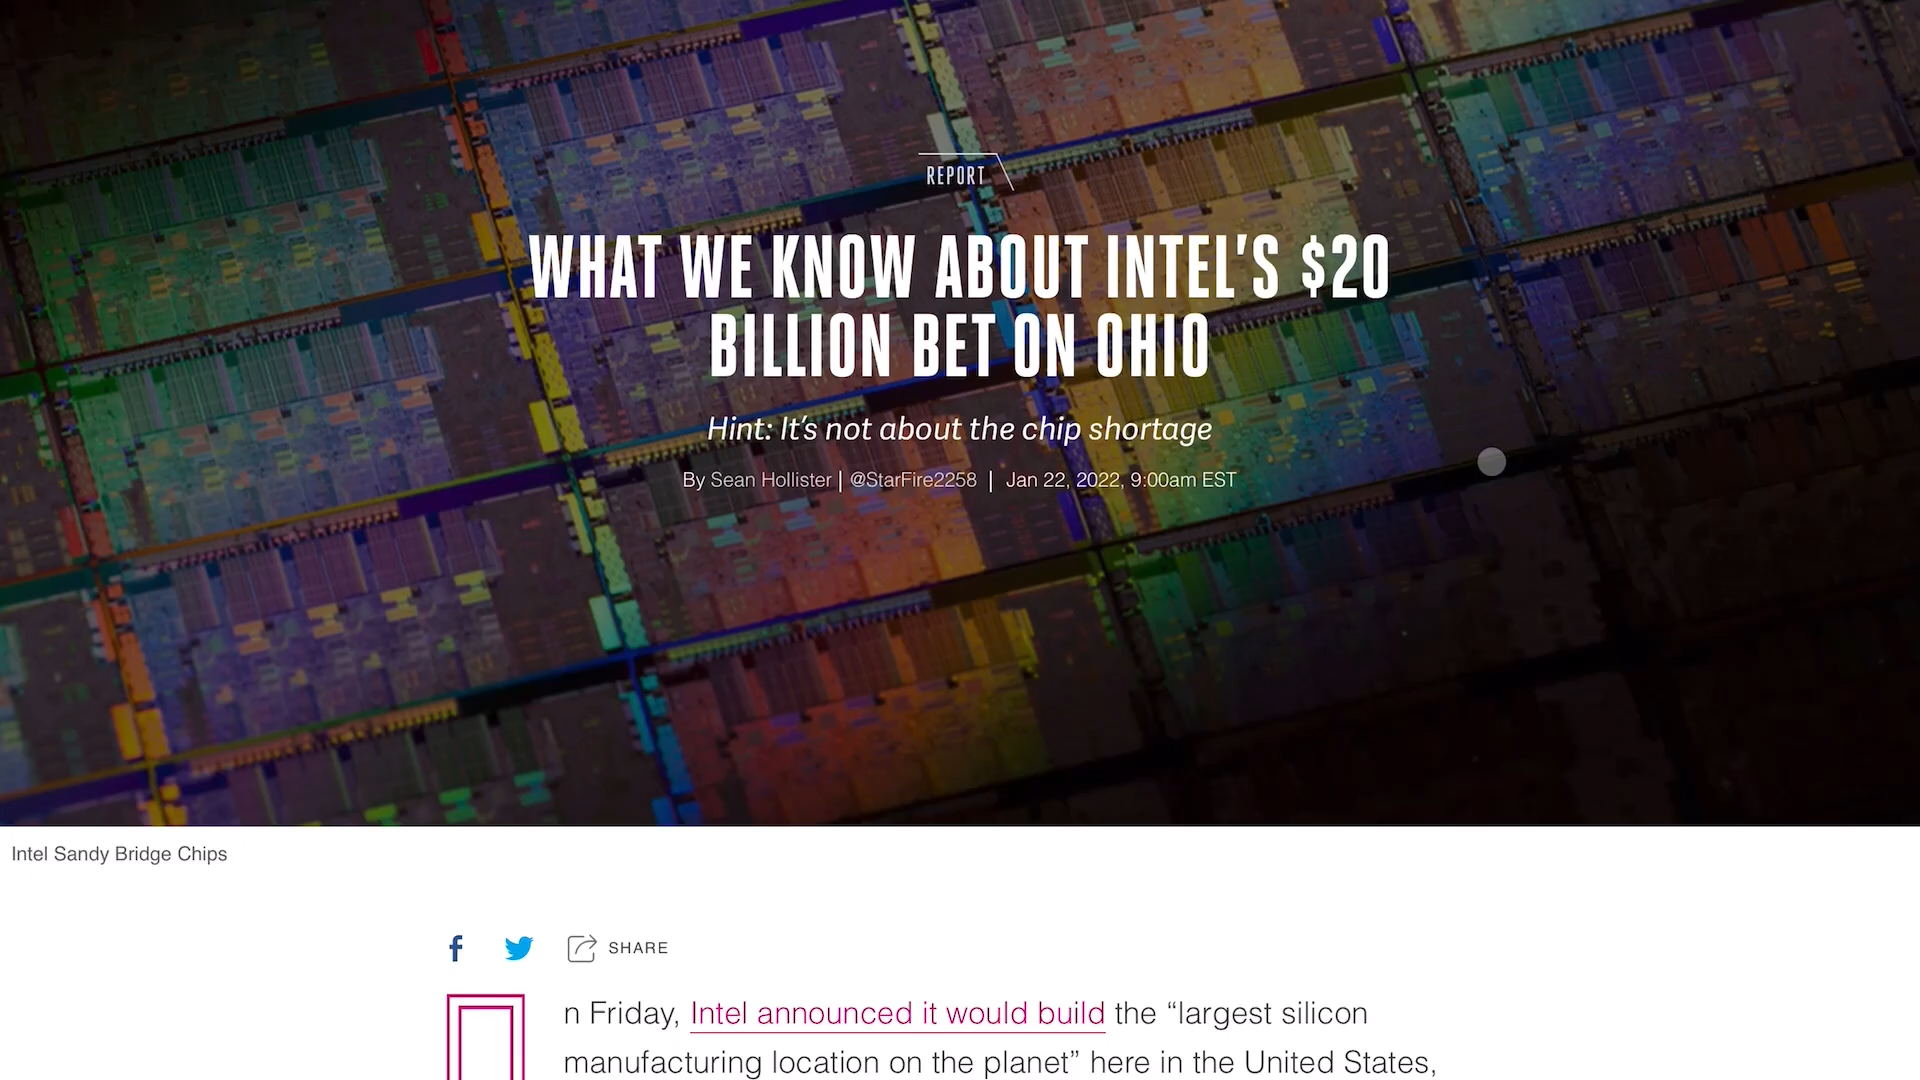 REPORT
WHAT WE KNOW ABOUT INTEL’S $20
BILLION BET ON OHIO
Hint: It’s not about the chip shortage
By Sean Hollister | @StarFire2258 | Jan 22, 2022, 9:00am EST
Intel Sandy Bridge Chips
SHARE
n Friday, Intel announced it would build the “largest silicon
manufacturing location on the planet” here in the United States,